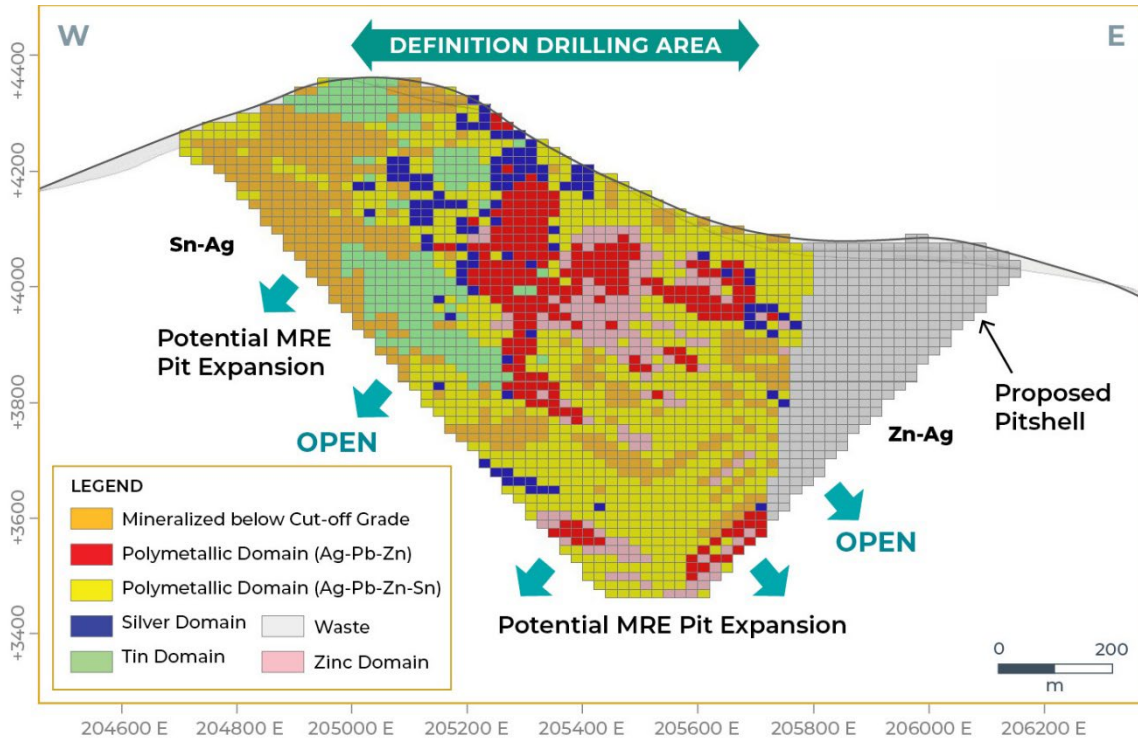 W
DEFINITION DRILLING AREA
E
+4400
+4200
+4000
+3800
+3600
+3400
Sn-Ag
Potential MRE
Pit Expansion
OPEN
Proposed
Pitshell
Zn-Ag
OPEN
Potential MRE Pit Expansion
LEGEND
Mineralized below Cut-off Grade
Polymetallic Domain (Ag-Pb-Zn)
Polymetallic Domain (Ag-Pb-Zn-Sn)
Silver Domain
Waste
Tin Domain
Zinc Domain
0 200
m
204600 E 204800 E 205000 E 205200 E 205400 E 205600 E 205800 E 206000 E 206200 E